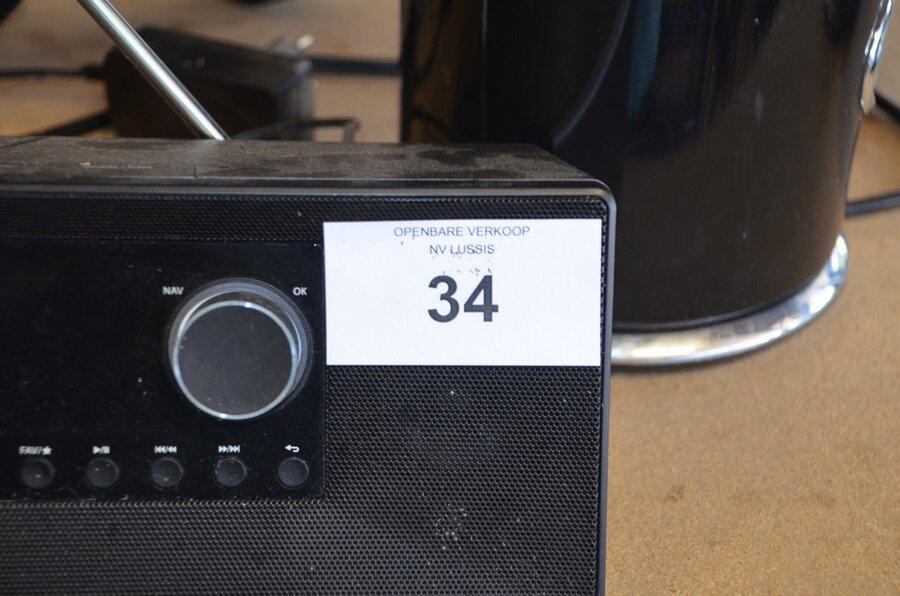 OPENBARE VERKOOP
NV LUSSIS
34
NAV OK
FAV/★